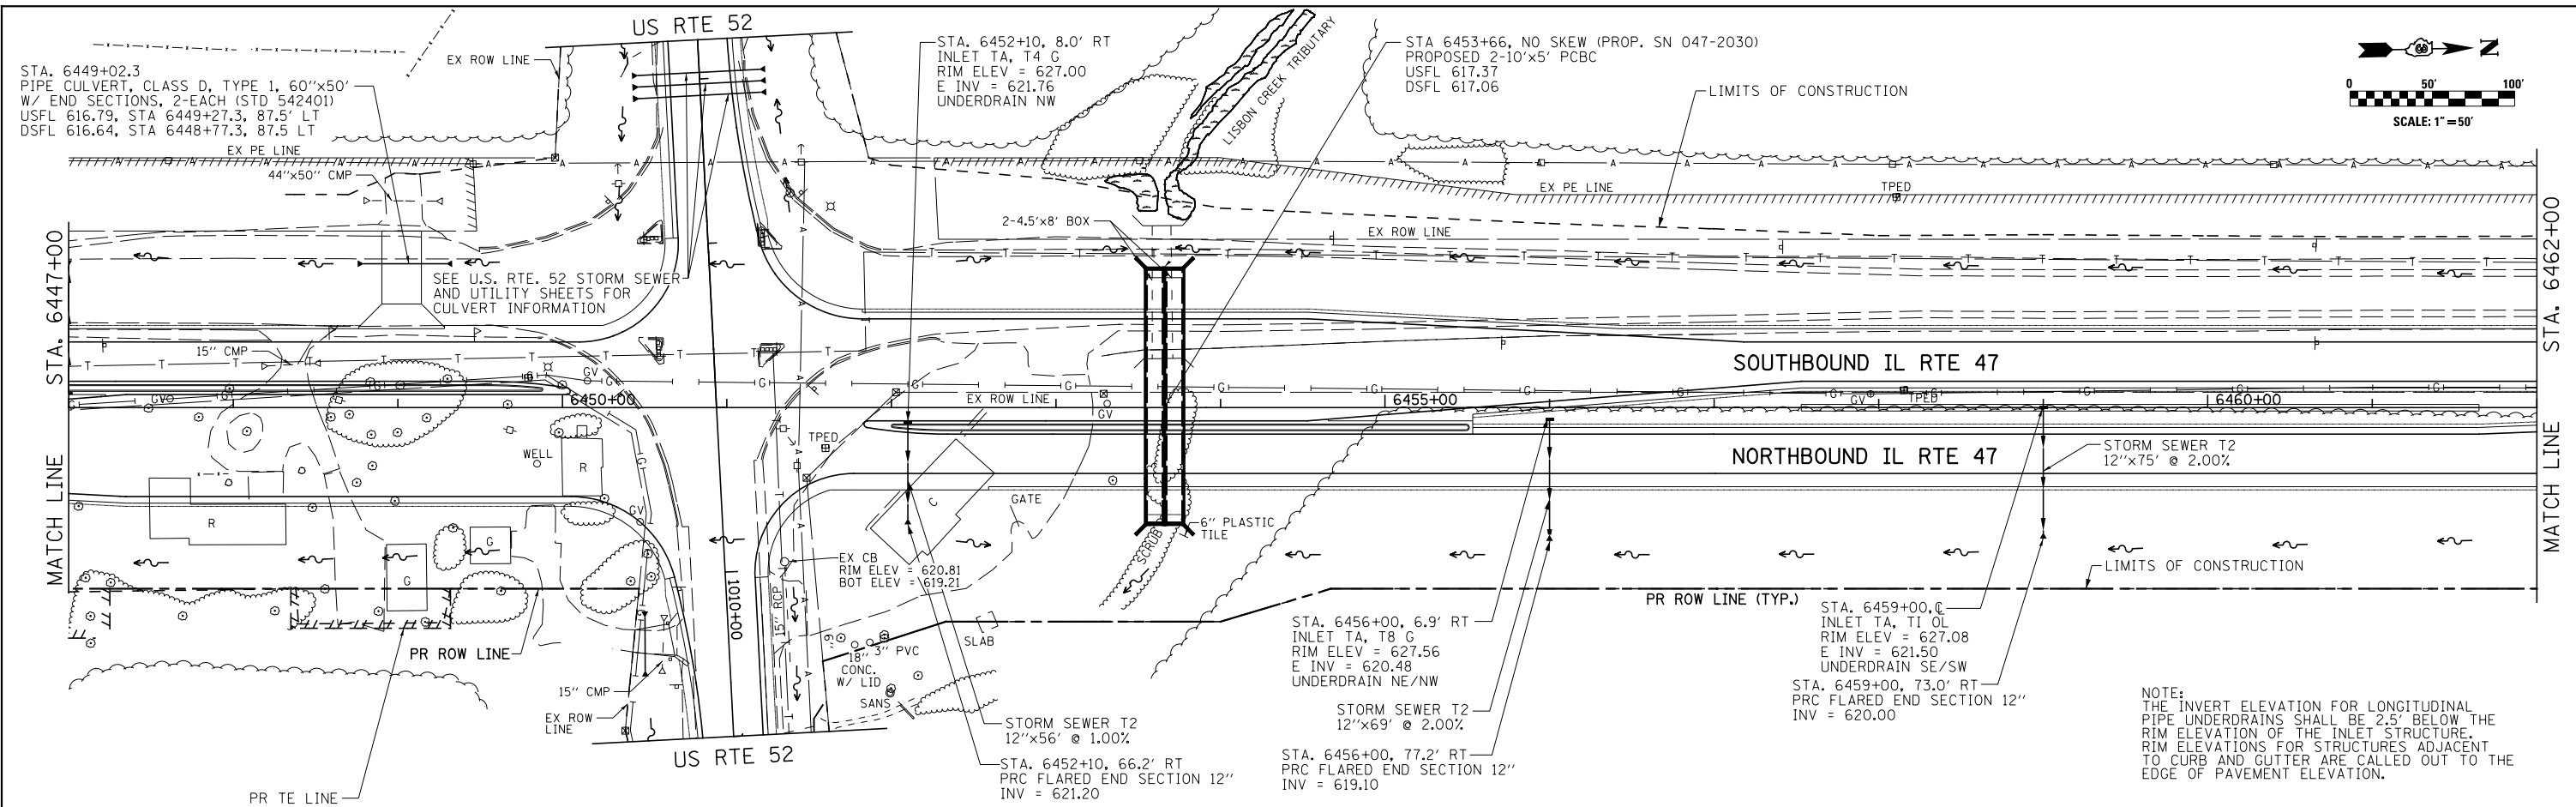 US RTE 52
EX ROW LINE
STA. 6449+02.3
PIPE CULVERT, CLASS D, TYPE 1, 60''x50'
W/ END SECTIONS, 2-EACH (STD 542401)
USFL 616.79, STA 6449+27.3, 87.5' LT
DSFL 616.64, STA 6448+77.3, 87.5 LT
EX PE LINE
44''x50'' CMP
STA. 6452+10, 8.0' RT
INLET TA, T4 G
RIM ELEV = 627.00
E INV = 621.76
UNDERDRAIN NW
LISBON CREEK TRIBUTARY
STA 6453+66, NO SKEW (PROP. SN 047-2030)
PROPOSED 2-10'x5' PCBC
USFL 617.37
DSFL 617.06
LIMITS OF CONSTRUCTION
N
0 50' 100'
SCALE: 1" = 50'
EX PE LINE
TPED
2-4.5'x8' BOX
EX ROW LINE
SEE U.S. RTE. 52 STORM SEWER
AND UTILITY SHEETS FOR
CULVERT INFORMATION
MATCH LINE STA. 6447+00
MATCH LINE STA. 6462+00
15'' CMP
GV
GV
6450+00
EX ROW LINE
GV
6455+00
SOUTHBOUND IL RTE 47
GV
TPED
6460+00
NORTHBOUND IL RTE 47
STORM SEWER T2
12''x75' @ 2.00%
WELL
R
R
G
G
GV
TPED
C
GATE
6'' PLASTIC
TILE
SCRUB
EX CB
RIM ELEV = 620.81
BOT ELEV = 619.21
1010+00
15'' RCP
6''
18''
CONC.
W/ LID
3'' PVC
SLAB
SANS
PR ROW LINE
15'' CMP
EX ROW
LINE
US RTE 52
PR TE LINE
STORM SEWER T2
12''x56' @ 1.00%
STA. 6452+10, 66.2' RT
PRC FLARED END SECTION 12''
INV = 621.20
STA. 6456+00, 6.9' RT
INLET TA, T8 G
RIM ELEV = 627.56
E INV = 620.48
UNDERDRAIN NE/NW
STORM SEWER T2
12''x69' @ 2.00%
STA. 6456+00, 77.2' RT
PRC FLARED END SECTION 12''
INV = 619.10
PR ROW LINE (TYP.)
LIMITS OF CONSTRUCTION
STA. 6459+00,℄
INLET TA, T1 OL
RIM ELEV = 627.08
E INV = 621.50
UNDERDRAIN SE/SW
STA. 6459+00, 73.0' RT
PRC FLARED END SECTION 12''
INV = 620.00
NOTE:
THE INVERT ELEVATION FOR LONGITUDINAL
PIPE UNDERDRAINS SHALL BE 2.5' BELOW THE
RIM ELEVATION OF THE INLET STRUCTURE.
RIM ELEVATIONS FOR STRUCTURES ADJACENT
TO CURB AND GUTTER ARE CALLED OUT TO THE
EDGE OF PAVEMENT ELEVATION.